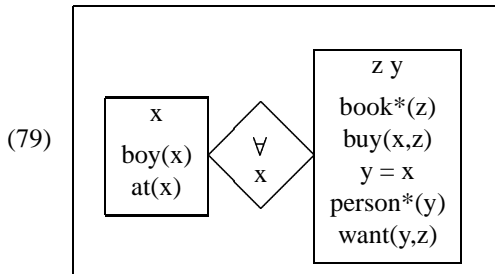 (79)
x
boy(x)
at(x)
∀
x
z y
book*(z)
buy(x,z)
y = x
person*(y)
want(y,z)